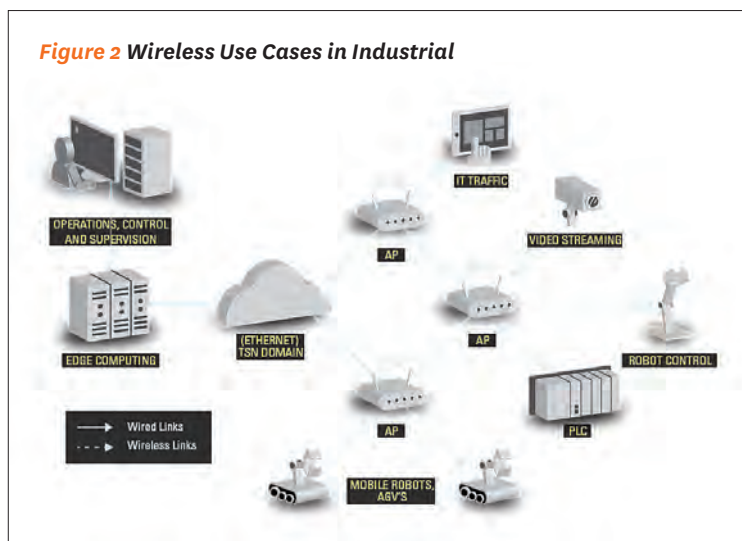 Figure 2 Wireless Use Cases in Industrial
IT TRAFFIC
OPERATIONS, CONTROL
AND SUPERVISION
AP
VIDEO STREAMING
EDGE COMPUTING
(ETHERNET)
TSN DOMAIN
AP
ROBOT CONTROL
AP
PLC
Wired Links
Wireless Links
MOBILE ROBOTS,
AGV'S